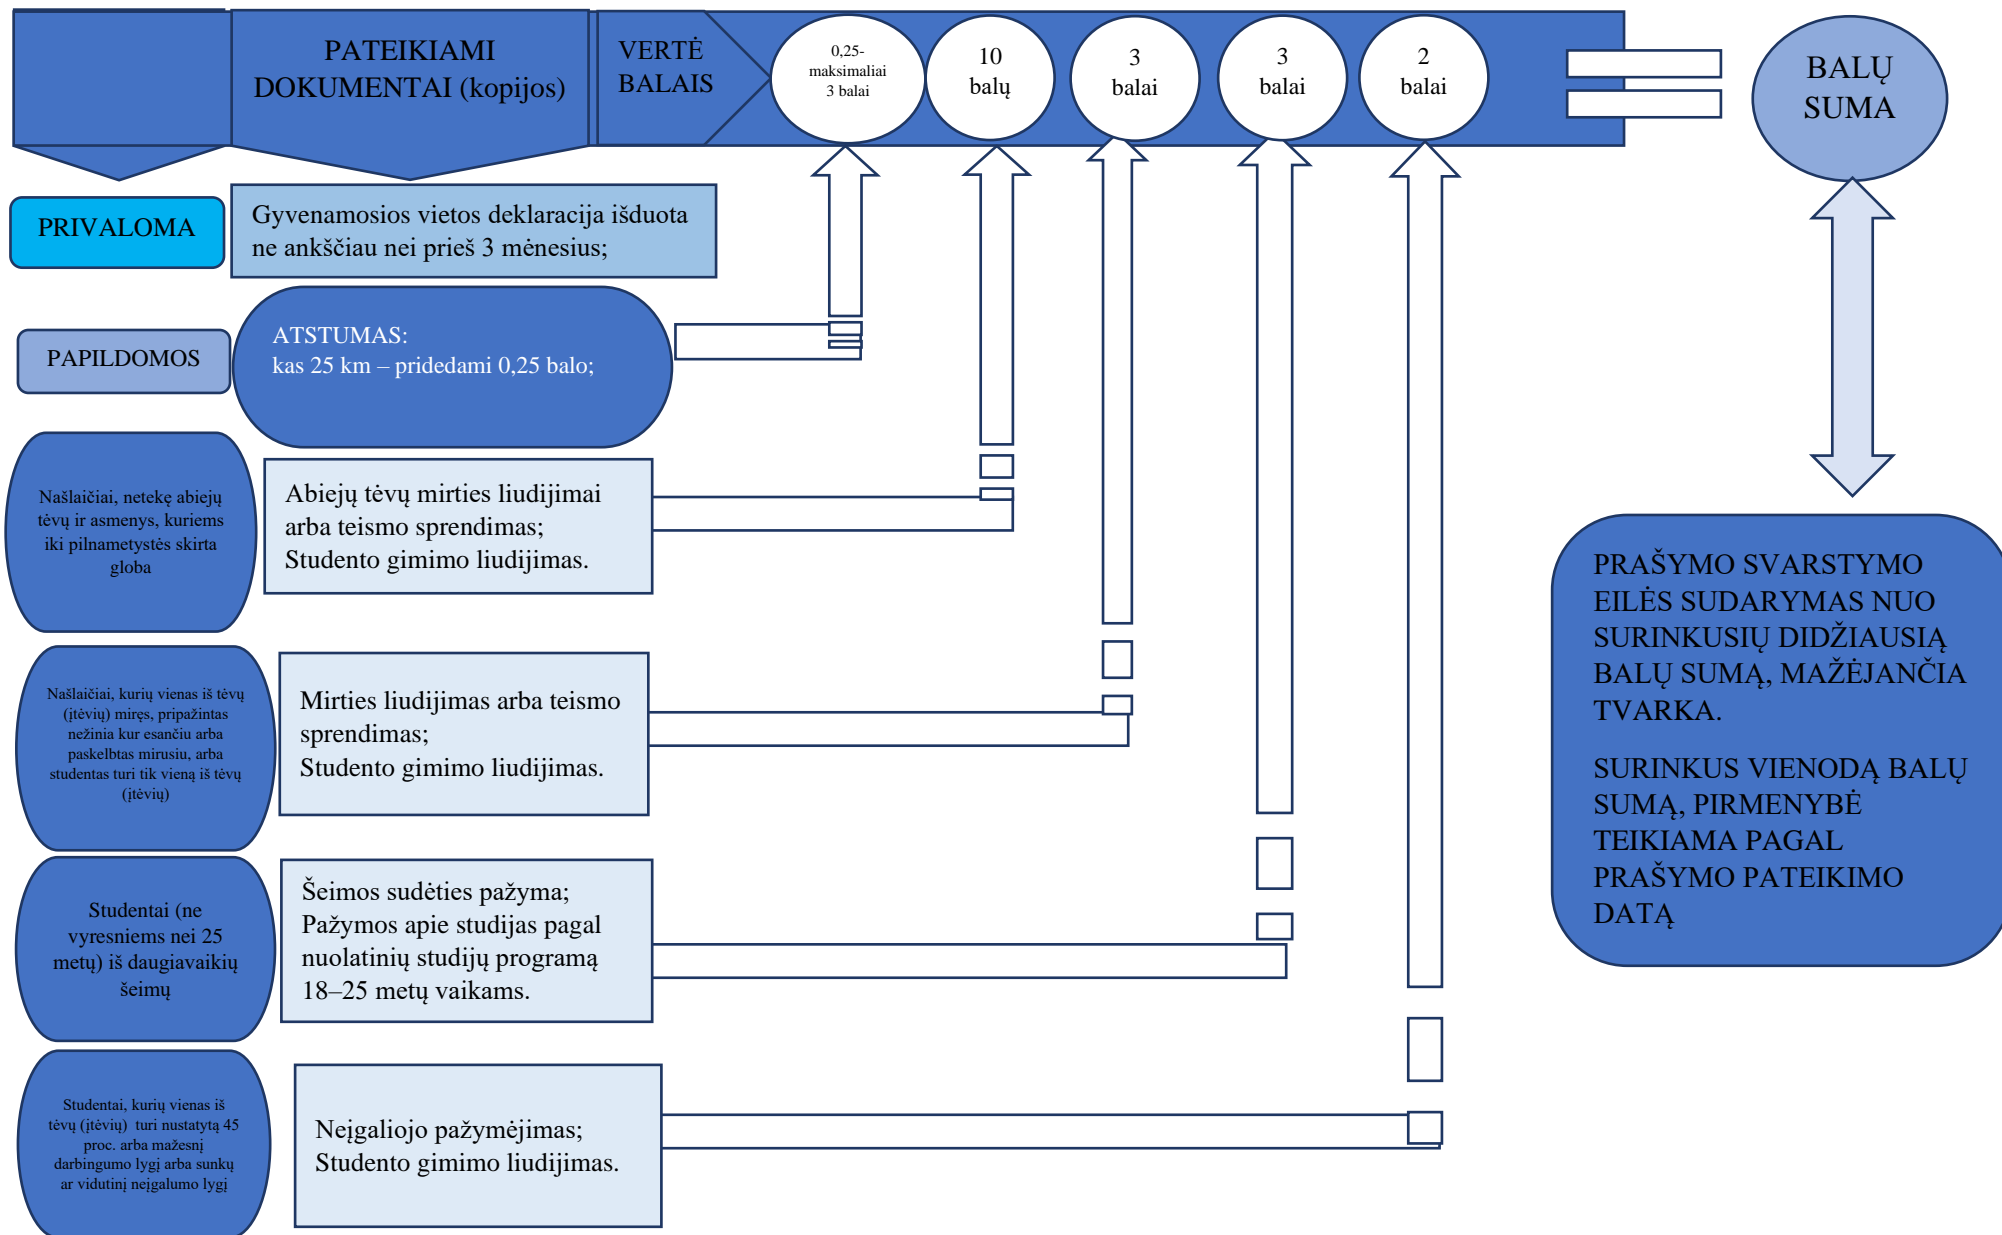 PATEIKIAMI
DOKUMENTAI (kopijos)
VERTĖ
BALAIS
0,25-
maksimaliai
3 balai
10
balų
3
balai
3
balai
2
balai
BALŲ
SUMA
PRIVALOMA
Gyvenamosios vietos deklaracija išduota
ne ankščiau nei prieš 3 mėnesius;
PAPILDOMOS
ATSTUMAS:
kas 25 km – pridedami 0,25 balo;
Našlaičiai, netekę abiejų
tėvų ir asmenys, kuriems
iki pilnametystės skirta
globa
Abiejų tėvų mirties liudijimai
arba teismo sprendimas;
Studento gimimo liudijimas.
Našlaičiai, kurių vienas iš tėvų
(įtėvių) miręs, pripažintas
nežinia kur esančiu arba
paskelbtas mirusiu, arba
studentas turi tik vieną iš tėvų
(įtėvių)
Mirties liudijimas arba teismo
sprendimas;
Studento gimimo liudijimas.
Studentai (ne
vyresniems nei 25
metų) iš daugiavaikių
šeimų
Šeimos sudėties pažyma;
Pažymos apie studijas pagal
nuolatinių studijų programą
18–25 metų vaikams.
Studentai, kurių vienas iš
tėvų (įtėvių) turi nustatytą 45
proc. arba mažesnį
darbingumo lygį arba sunkų
ar vidutinį neįgalumo lygį
Neįgaliojo pažymėjimas;
Studento gimimo liudijimas.
PRAŠYMO SVARSTYMO
EILĖS SUDARYMAS NUO
SURINKUSIŲ DIDŽIAUSIĄ
BALŲ SUMĄ, MAŽĖJANČIA
TVARKA.
SURINKUS VIENODĄ BALŲ
SUMĄ, PIRMENYBĖ
TEIKIAMA PAGAL
PRAŠYMO PATEIKIMO
DATĄ